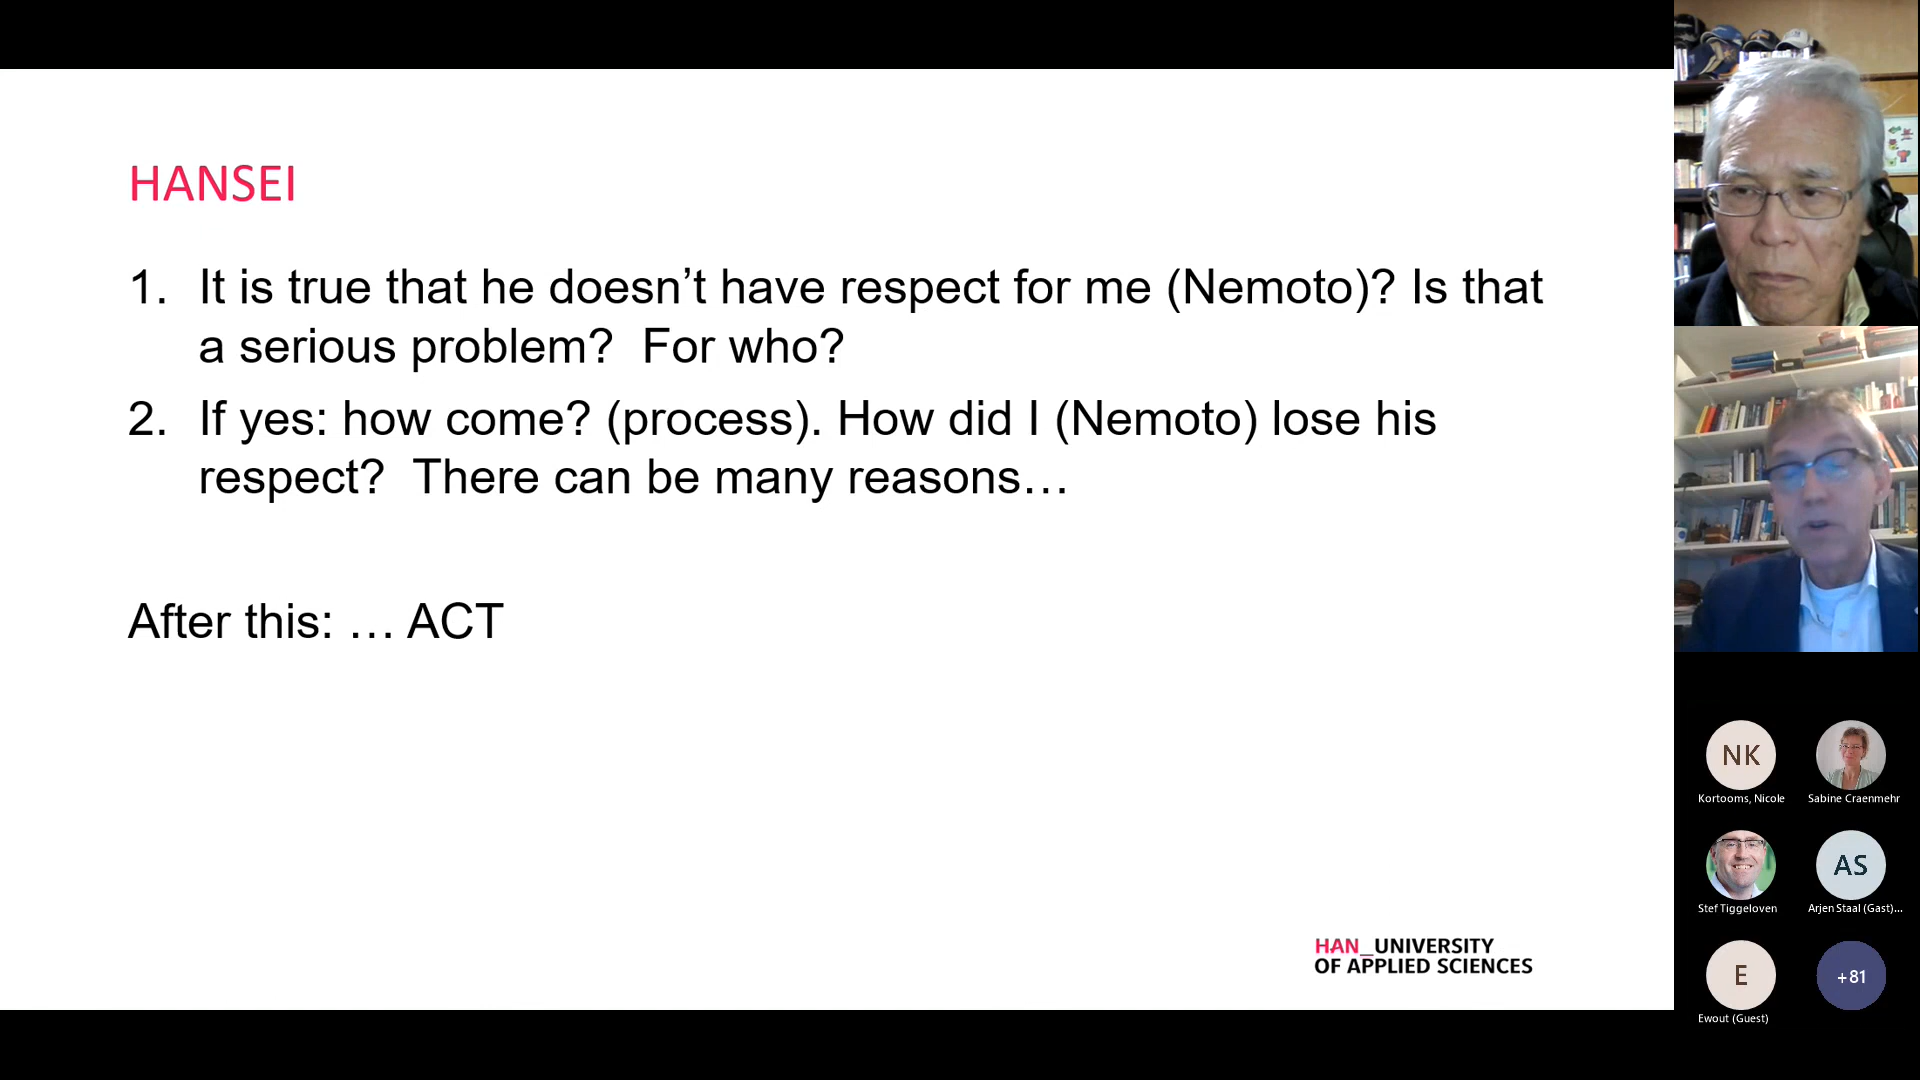 HANSEI
1. It is true that he doesn’t have respect for me (Nemoto)? Is that
a serious problem?  For who?
2. If yes: how come? (process). How did I (Nemoto) lose his
respect?  There can be many reasons…
After this: … ACT
HAN_UNIVERSITY
OF APPLIED SCIENCES
NK
Kortooms, Nicole
Sabine Craenmehr
Stef Tiggeloven
AS
Arjen Staal (Gast)...
E
Ewout (Guest)
+81